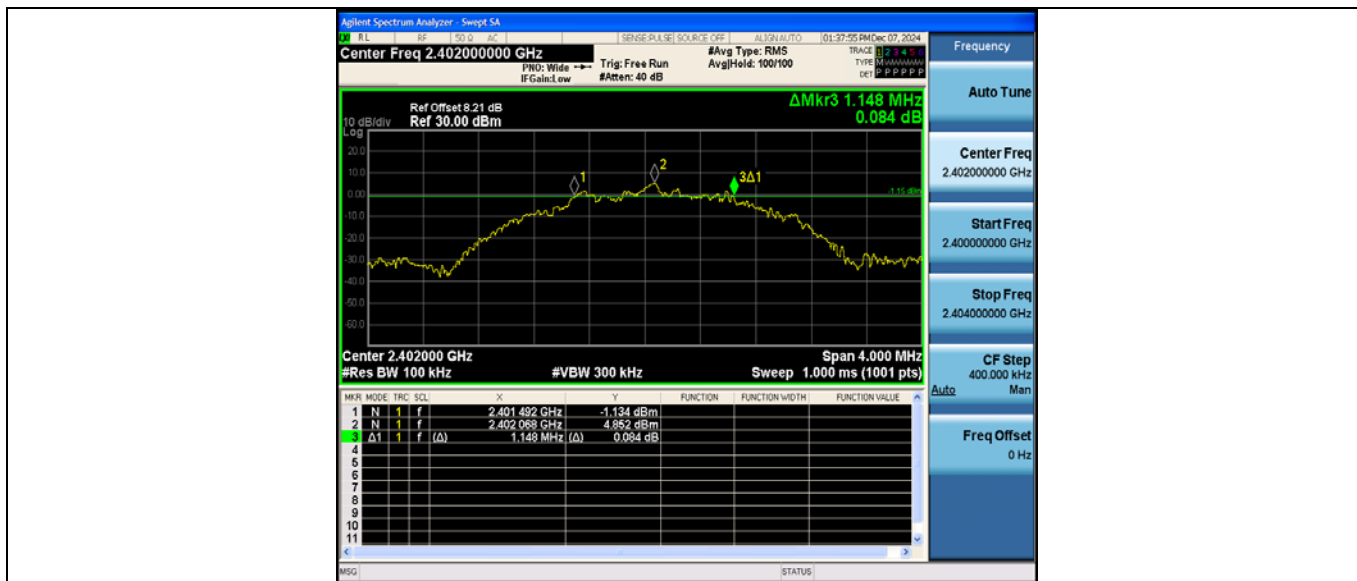 Agilent Spectrum Analyzer - Swept SA
RL RF 50 Ω AC SENSE:PULSE SOURCE OFF ALIGN AUTO 01:37:55 PM Dec 07, 2024
Center Freq 2.402000000 GHz
#Avg Type: RMS
TRACE 1 2 3 4 5 6
PNO: Wide
Trig: Free Run
Avg|Hold: 100/100
TYPE M
IFGain:Low
#Atten: 40 dB
DET P P P P P P
ΔMkr3 1.148 MHz
0.084 dB
Ref Offset 8.21 dB
10 dB/div
Ref 30.00 dBm
Log
20.0
10.0
0.00
-10.0
-20.0
-30.0
-40.0
-50.0
-60.0
1
2
3Δ1
-1.15 dBm
Center 2.402000 GHz
Span 4.000 MHz
#Res BW 100 kHz
#VBW 300 kHz
Sweep 1.000 ms (1001 pts)
MKR MODE TRC SCL X Y FUNCTION FUNCTION WIDTH FUNCTION VALUE
1 N 1 f 2.401 492 GHz -1.134 dBm
2 N 1 f 2.402 068 GHz 4.852 dBm
3 Δ1 1 f (Δ) 1.148 MHz (Δ) 0.084 dB
4
5
6
7
8
9
10
11
MSG
STATUS
Frequency
Auto Tune
Center Freq
2.402000000 GHz
Start Freq
2.400000000 GHz
Stop Freq
2.404000000 GHz
CF Step
400.000 kHz
Auto Man
Freq Offset
0 Hz